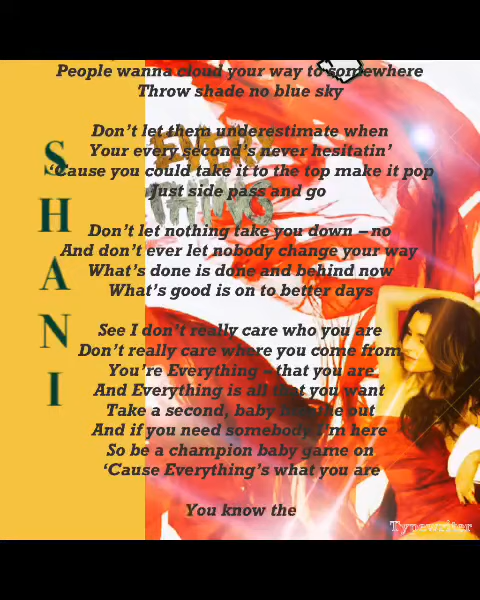 People wanna cloud your way to somewhere
Throw shade no blue sky
Don't let them underestimate when
Your every second's never hesitatin'
'Cause you could take it to the top make it pop
Just side pass and go
Don't let nothing take you down – no
And don't ever let nobody change your way
What's done is done and behind now
What's good is on to better days
See I don't really care who you are
Don't really care where you come from
You're Everything – that you are
And Everything is all that you want
Take a second, baby breathe out
And if you need somebody I'm here
So be a champion baby game on
'Cause Everything's what you are
You know the
SHANI
EVERY
THING
Typewriter